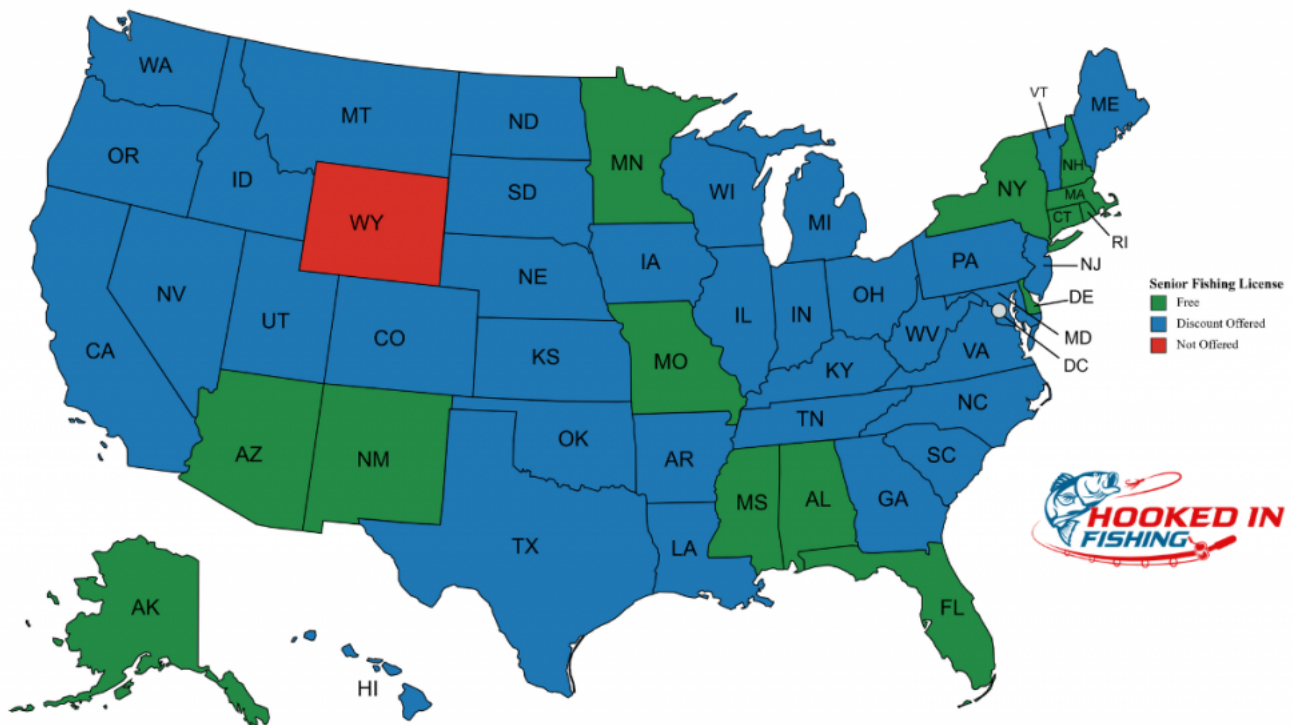 WA
MT
ND
MN
VT
ME
OR
ID
SD
WI
MI
NY
NH
MA
CT
RI
WY
IA
PA
NJ
NV
UT
NE
IL
IN
OH
DE
MD
DC
CA
CO
KS
MO
KY
WV
VA
Senior Fishing License
Free
Discount Offered
Not Offered
AZ
NM
OK
AR
TN
NC
SC
TX
LA
MS
AL
GA
FL
AK
HI
HOOKED IN
FISHING